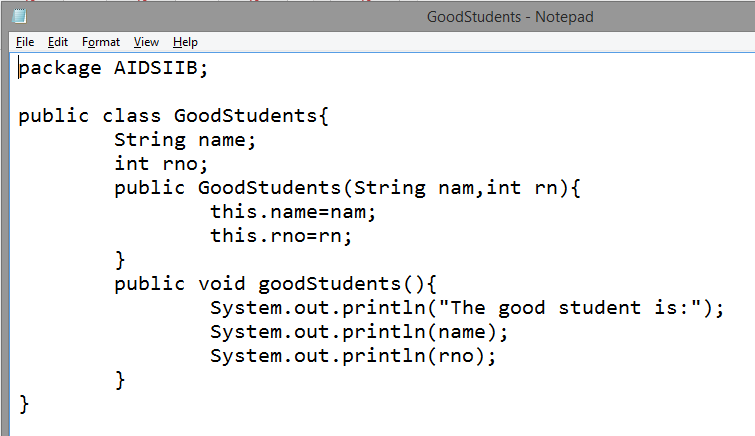 GoodStudents - Notepad
File Edit Format View Help
package AIDSIIB;
public class GoodStudents{
String name;
int rno;
public GoodStudents(String nam,int rn){
this.name=nam;
this.rno=rn;
}
public void goodStudents(){
System.out.println("The good student is:");
System.out.println(name);
System.out.println(rno);
}
}